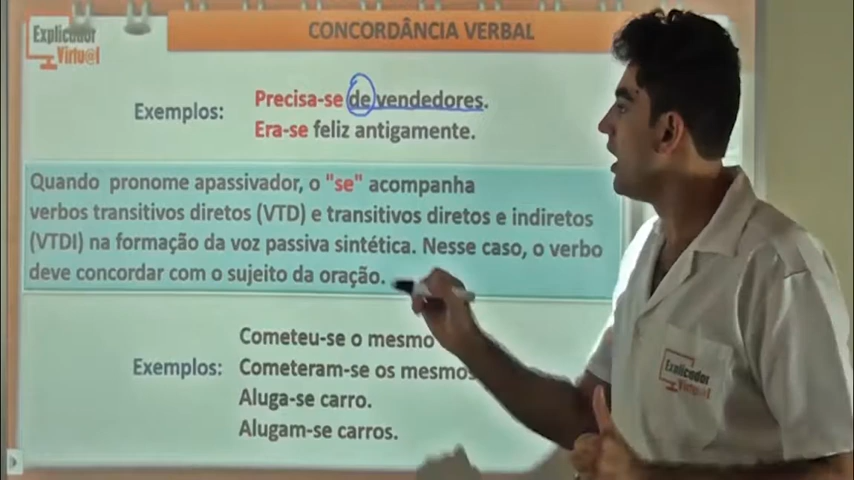 Explicador
Virtu@l
CONCORDÂNCIA VERBAL
Exemplos:
Precisa-se de vendedores.
Era-se feliz antigamente.
Quando pronome apassivador, o "se" acompanha
verbos transitivos diretos (VTD) e transitivos diretos e indiretos
(VTDI) na formação da voz passiva sintética. Nesse caso, o verbo
deve concordar com o sujeito da oração.
Exemplos:
Cometeu-se o mesmo
Cometeram-se os mesmos
Aluga-se carro.
Alugam-se carros.
Explicador
Virtu@l